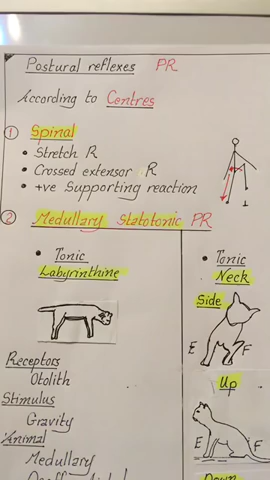 Postural reflexes PR
According to Centres
① Spinal
• Stretch R
• Crossed extensor R
• +ve Supporting reaction
② Medullary Statotonic PR
• Tonic
Labyrinthine
Receptors
Otolith
Stimulus
Gravity
Animal
Medullary
• Tonic
Neck
Side
E F
Up
E F
Down